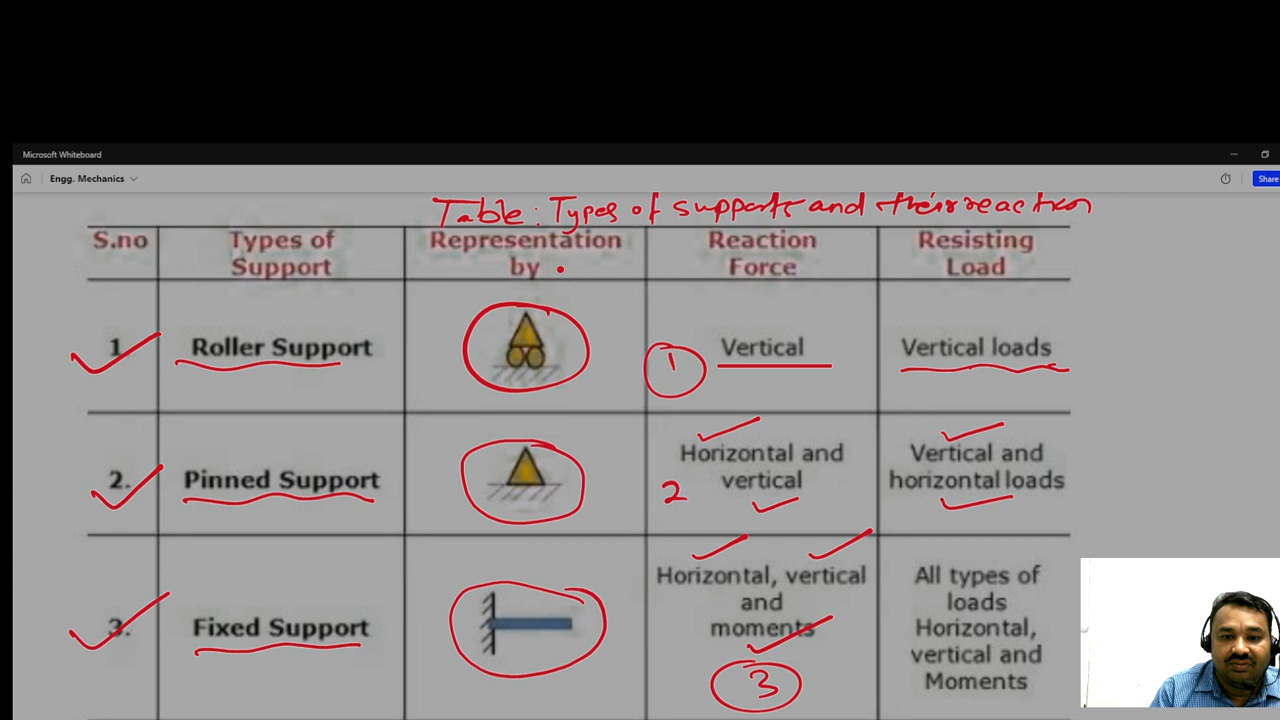 Microsoft Whiteboard
Engg. Mechanics
Share
Table: Types of supports and their reaction
S.no
Types of
Support
Representation
by
Reaction
Force
Resisting
Load
1.
Roller Support
1
Vertical
Vertical loads
2.
Pinned Support
Horizontal and
vertical
2
Vertical and
horizontal loads
3.
Fixed Support
Horizontal, vertical
and
moments
3
All types of
loads
Horizontal,
vertical and
Moments